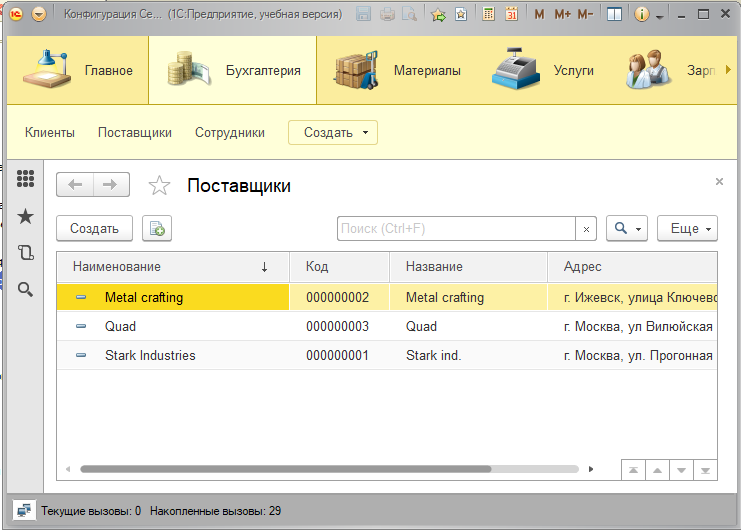 Конфигурация Се... (1С:Предприятие, учебная версия)
M M+ M-
Главное Бухгалтерия Материалы Услуги Зарп
Клиенты Поставщики Сотрудники Создать
Поставщики
Создать Поиск (Ctrl+F) Еще
Наименование Код Название Адрес
Metal crafting 000000002 Metal crafting г. Ижевск, улица Ключево
Quad 000000003 Quad г. Москва, ул Вилюйская
Stark Industries 000000001 Stark ind. г. Москва, ул. Прогонная
Текущие вызовы: 0 Накопленные вызовы: 29